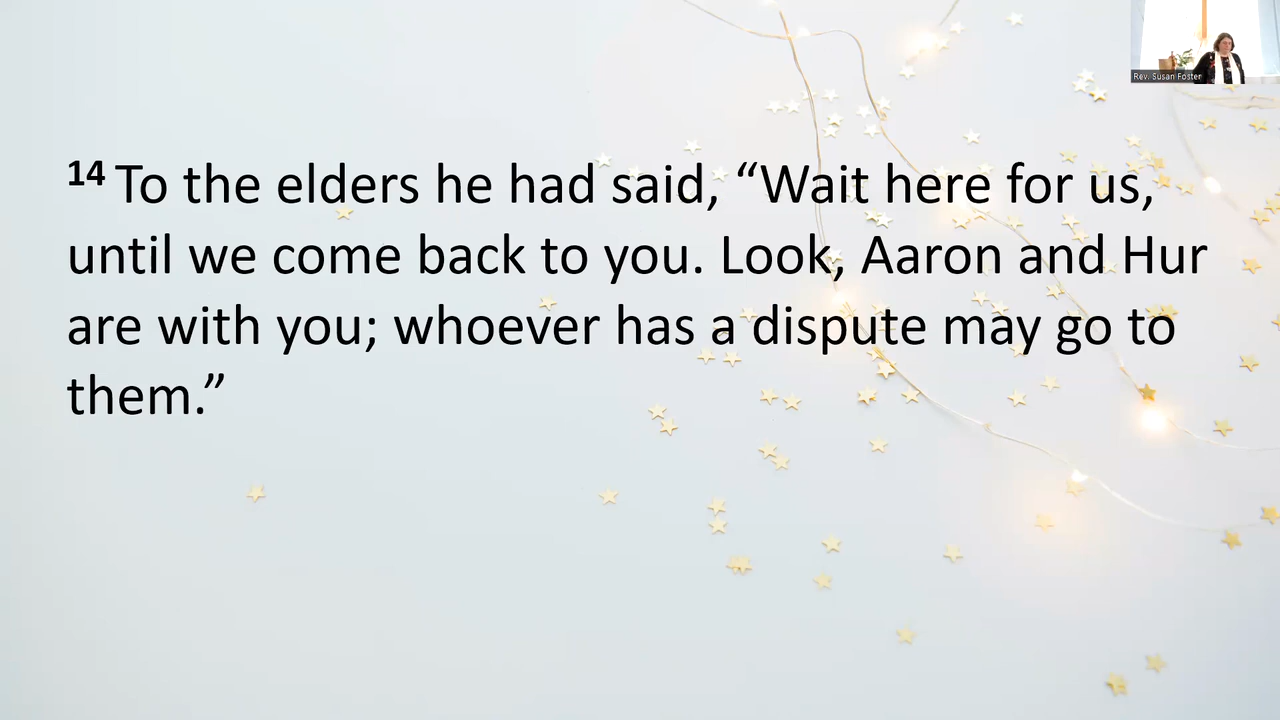 Rev. Susan Foster
14 To the elders he had said, “Wait here for us,
until we come back to you. Look, Aaron and Hur
are with you; whoever has a dispute may go to
them.”